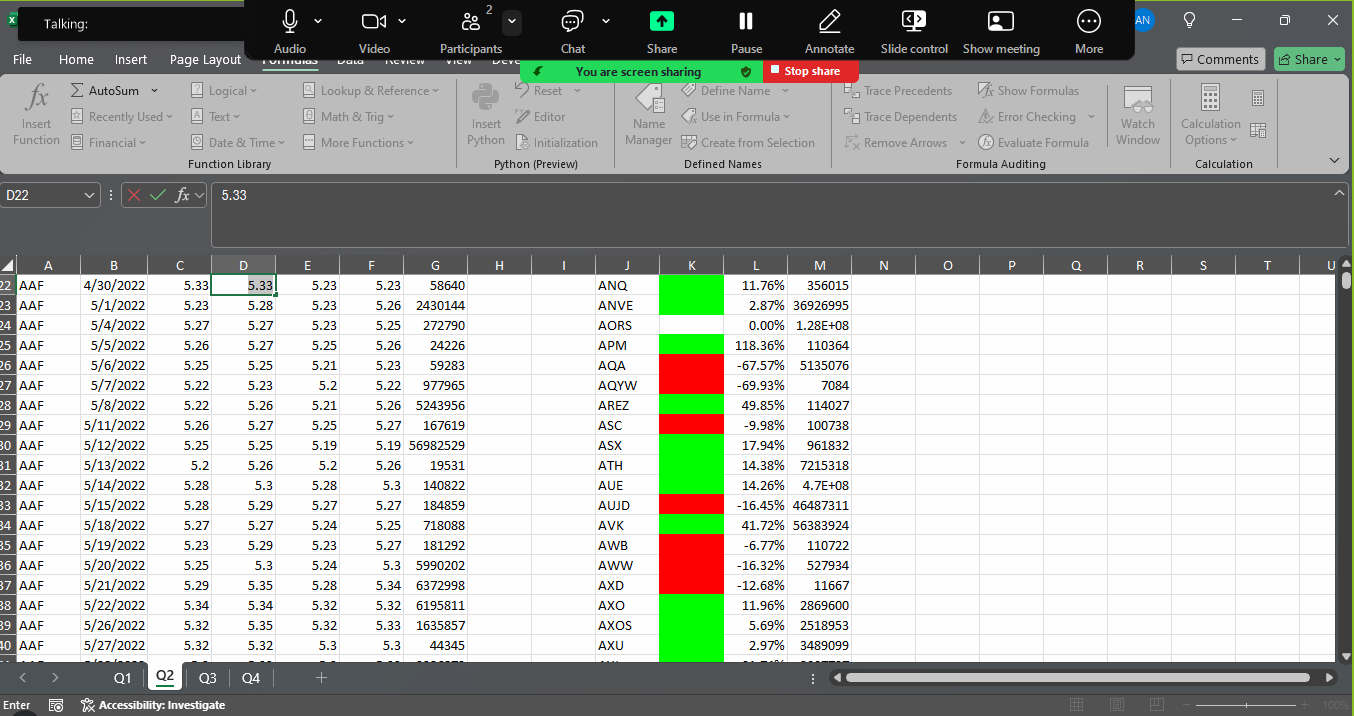 Talking:
Audio
Video
2
Participants
Chat
Share
Pause
Annotate
Slide control
Show meeting
More
AN
You are screen sharing
Stop share
File
Home
Insert
Page Layout
Formulas
Data
Review
View
Comments
Share
Insert
Function
AutoSum
Recently Used
Financial
Logical
Text
Date & Time
Lookup & Reference
Math & Trig
More Functions
Function Library
Insert
Python
Reset
Editor
Initialization
Python (Preview)
Name
Manager
Define Name
Use in Formula
Create from Selection
Defined Names
Trace Precedents
Trace Dependents
Remove Arrows
Show Formulas
Error Checking
Evaluate Formula
Formula Auditing
Watch
Window
Calculation
Options
Calculation
D22
fx
5.33
A B C D E F G H I J K L M N O P Q R S T U
22 AAF 4/30/2022 5.33 5.33 5.23 5.23 58640 ANQ 11.76% 356015
23 AAF 5/1/2022 5.23 5.28 5.23 5.26 2430144 ANVE 2.87% 36926995
24 AAF 5/4/2022 5.27 5.27 5.23 5.25 272790 AORS 0.00% 1.28E+08
25 AAF 5/5/2022 5.26 5.27 5.25 5.26 24226 APM 118.36% 110364
26 AAF 5/6/2022 5.25 5.25 5.21 5.23 59283 AQA -67.57% 5135076
27 AAF 5/7/2022 5.22 5.23 5.2 5.22 977965 AQYW -69.93% 7084
28 AAF 5/8/2022 5.22 5.26 5.21 5.26 5243956 AREZ 49.85% 114027
29 AAF 5/11/2022 5.26 5.27 5.25 5.27 167619 ASC -9.98% 100738
30 AAF 5/12/2022 5.25 5.25 5.19 5.19 56982529 ASX 17.94% 961832
31 AAF 5/13/2022 5.2 5.26 5.2 5.26 19531 ATH 14.38% 7215318
32 AAF 5/14/2022 5.28 5.3 5.28 5.3 140822 AUE 14.26% 4.7E+08
33 AAF 5/15/2022 5.28 5.29 5.27 5.27 184859 AUJD -16.45% 46487311
34 AAF 5/18/2022 5.27 5.27 5.24 5.25 718088 AVK 41.72% 56383924
35 AAF 5/19/2022 5.23 5.29 5.23 5.27 181292 AWB -6.77% 110722
36 AAF 5/20/2022 5.25 5.3 5.24 5.3 5990202 AWW -16.32% 527934
37 AAF 5/21/2022 5.29 5.35 5.28 5.34 6372998 AXD -12.68% 11667
38 AAF 5/22/2022 5.34 5.34 5.32 5.32 6195811 AXO 11.96% 2869600
39 AAF 5/26/2022 5.32 5.35 5.32 5.33 1635857 AXOS 5.69% 2518953
40 AAF 5/27/2022 5.32 5.32 5.3 5.3 44345 AXU 2.97% 3489099
Q1
Q2
Q3
Q4
Enter
Accessibility: Investigate
100%